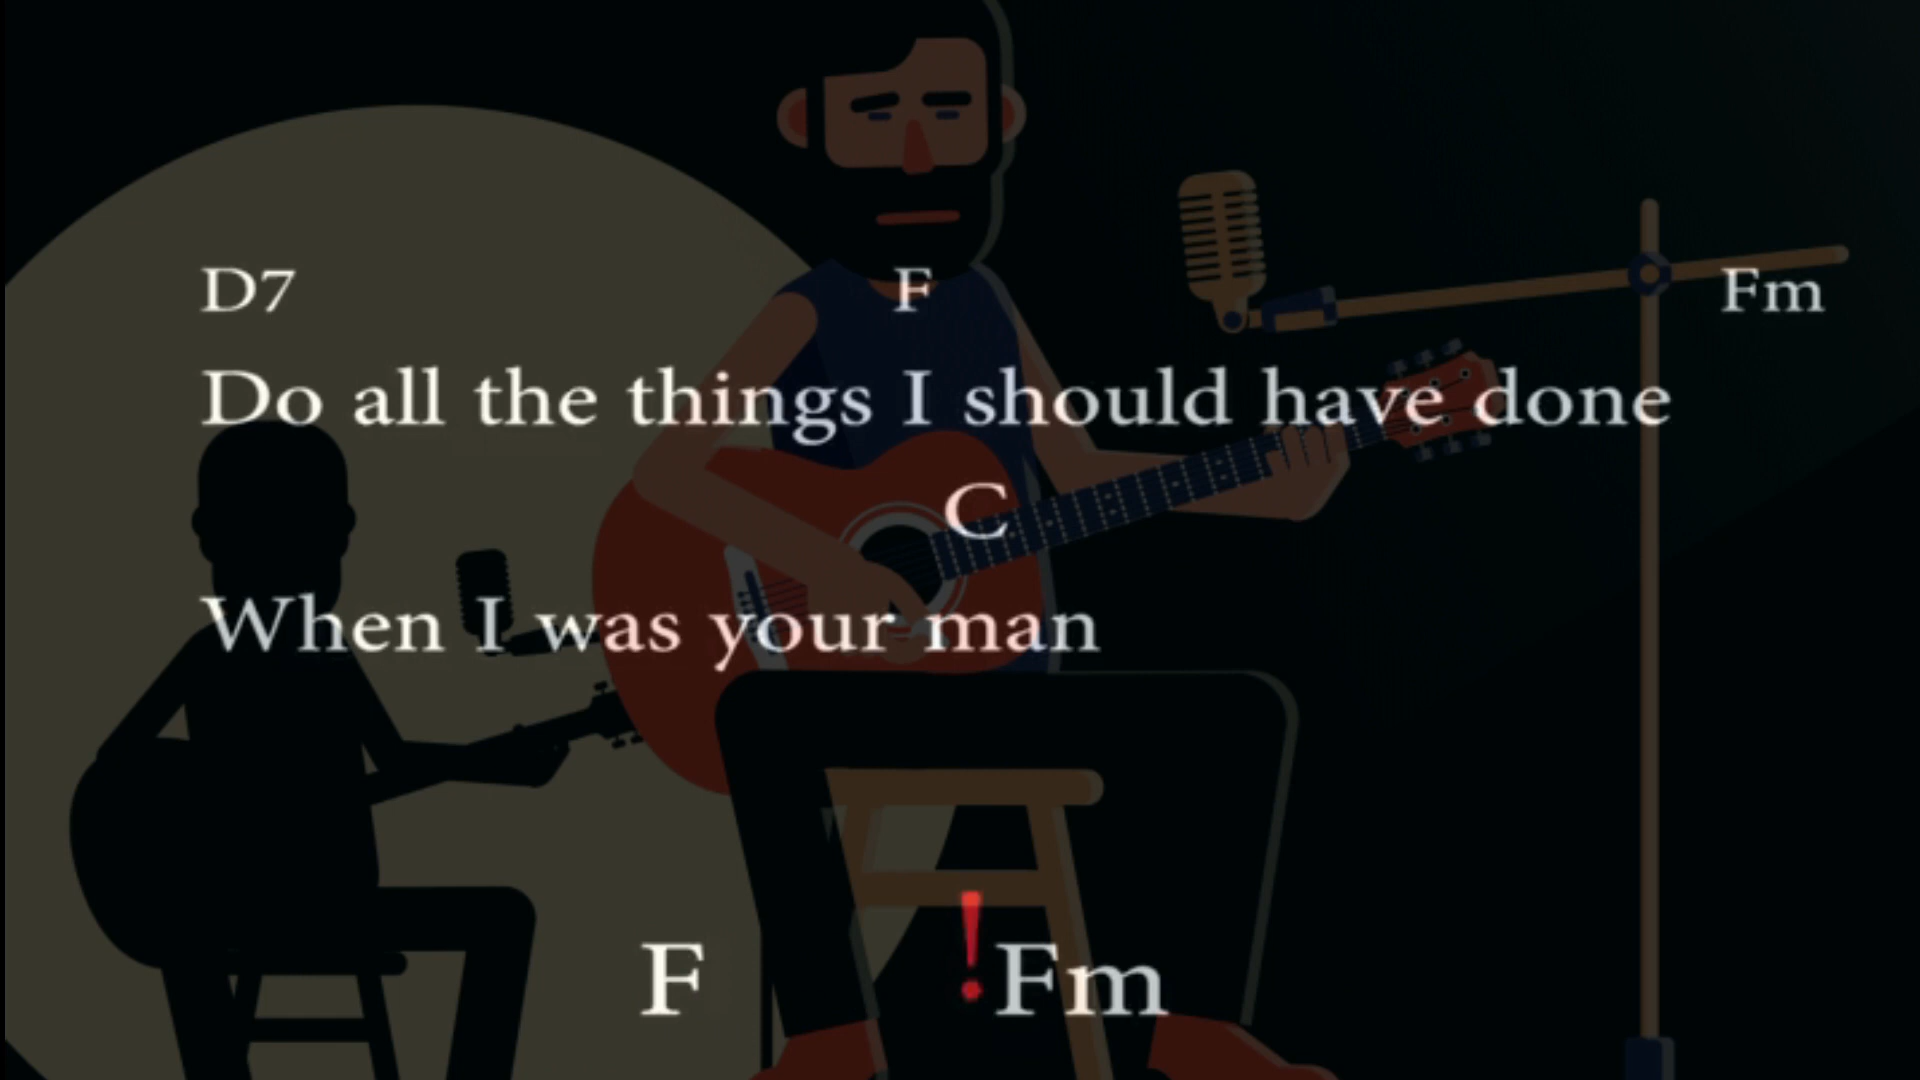 D7 F Fm
Do all the things I should have done
C
When I was your man
F !Fm